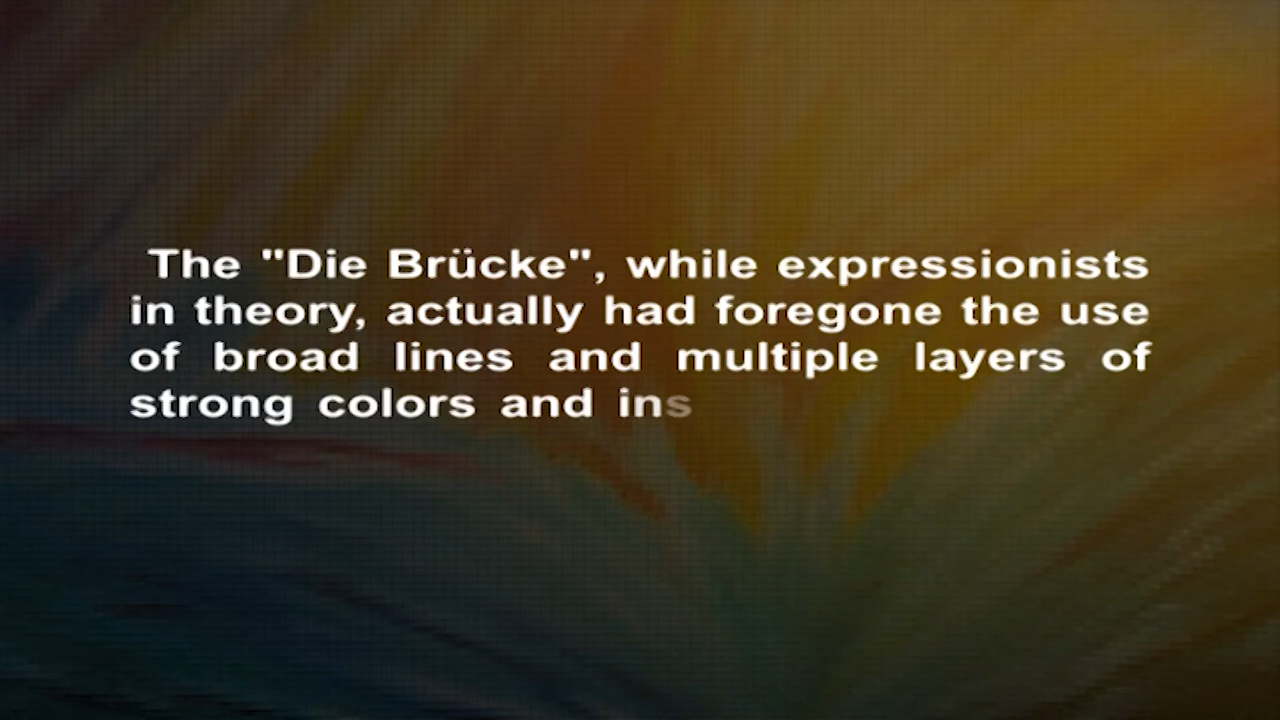 The "Die Brücke", while expressionists
in theory, actually had foregone the use
of broad lines and multiple layers of
strong colors and ins